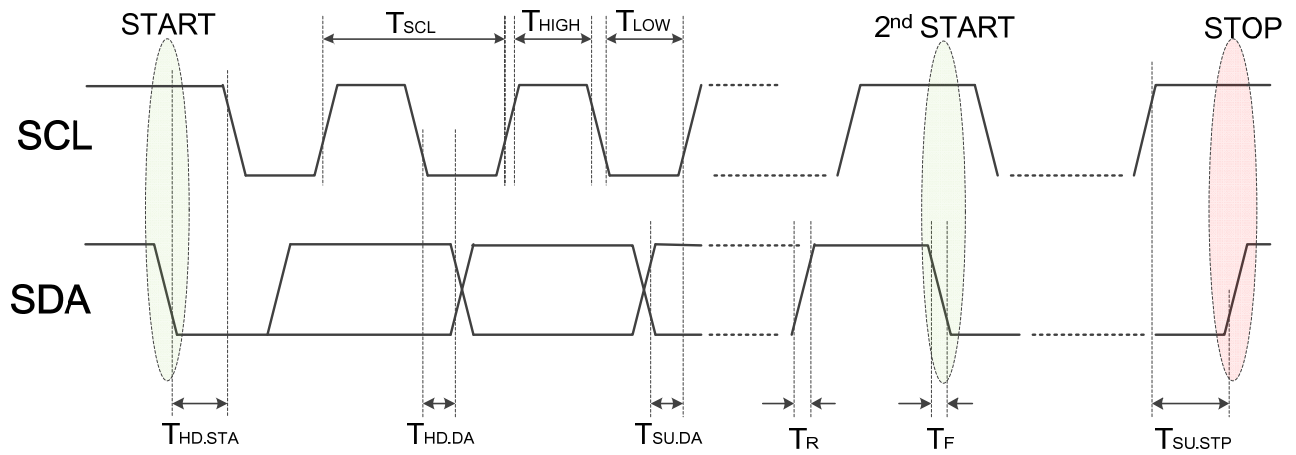 START
TSCL
THIGH
TLOW
2nd START
STOP
SCL
SDA
THD.STA
THD.DA
TSU.DA
TR
TF
TSU.STP